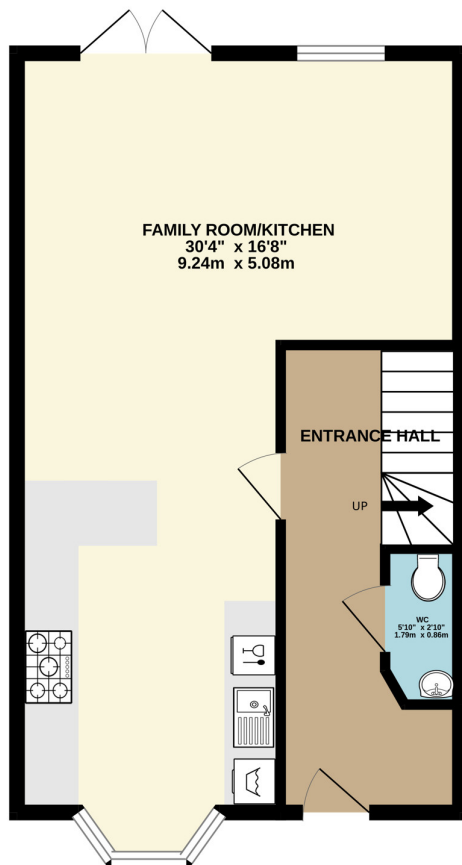 FAMILY ROOM/KITCHEN
30'4" x 16'8"
9.24m x 5.08m
ENTRANCE HALL
UP
WC
5'10" x 2'10"
1.79m x 0.86m